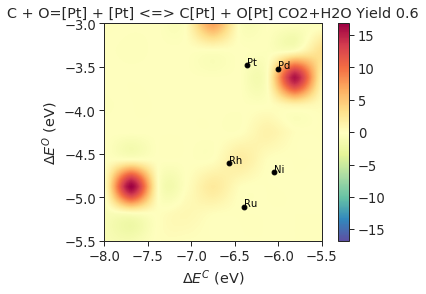 C + O=[Pt] + [Pt] <=> C[Pt] + O[Pt] CO2+H2O Yield 0.6
−3.0
−3.5
−4.0
−4.5
−5.0
−5.5
ΔE^O (eV)
Pt
Pd
Rh
Ni
Ru
−8.0 −7.5 −7.0 −6.5 −6.0 −5.5
ΔE^C (eV)
15
10
5
0
−5
−10
−15